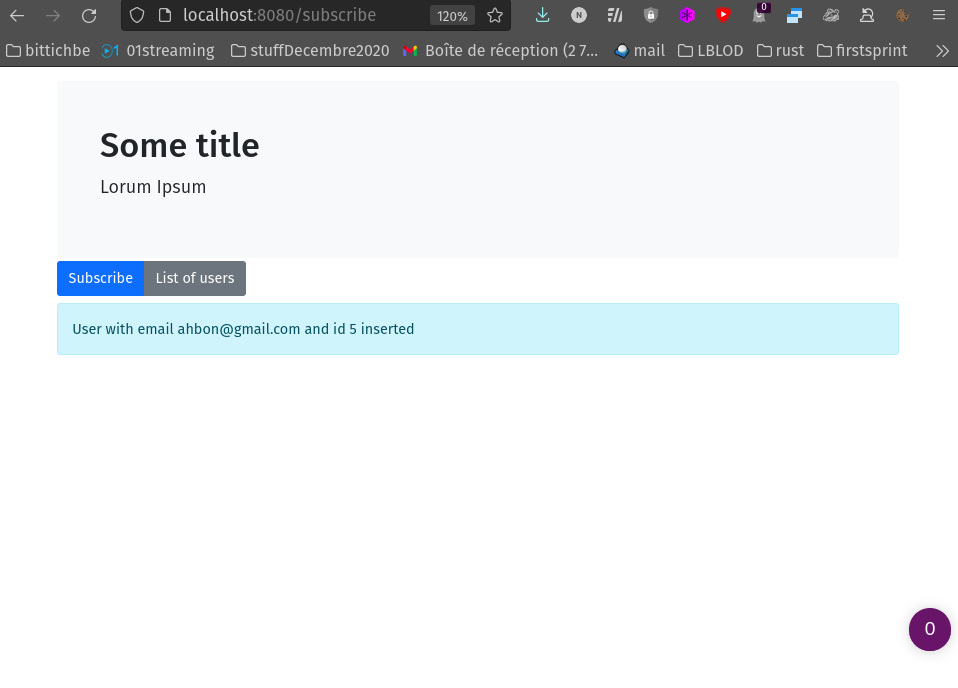 localhost:8080/subscribe 120% N 0
bittichbe 01streaming stuffDecembre2020 Boîte de réception (2 7... mail LBLOD rust firstsprint
Some title
Lorum Ipsum
Subscribe List of users
User with email ahbon@gmail.com and id 5 inserted
0